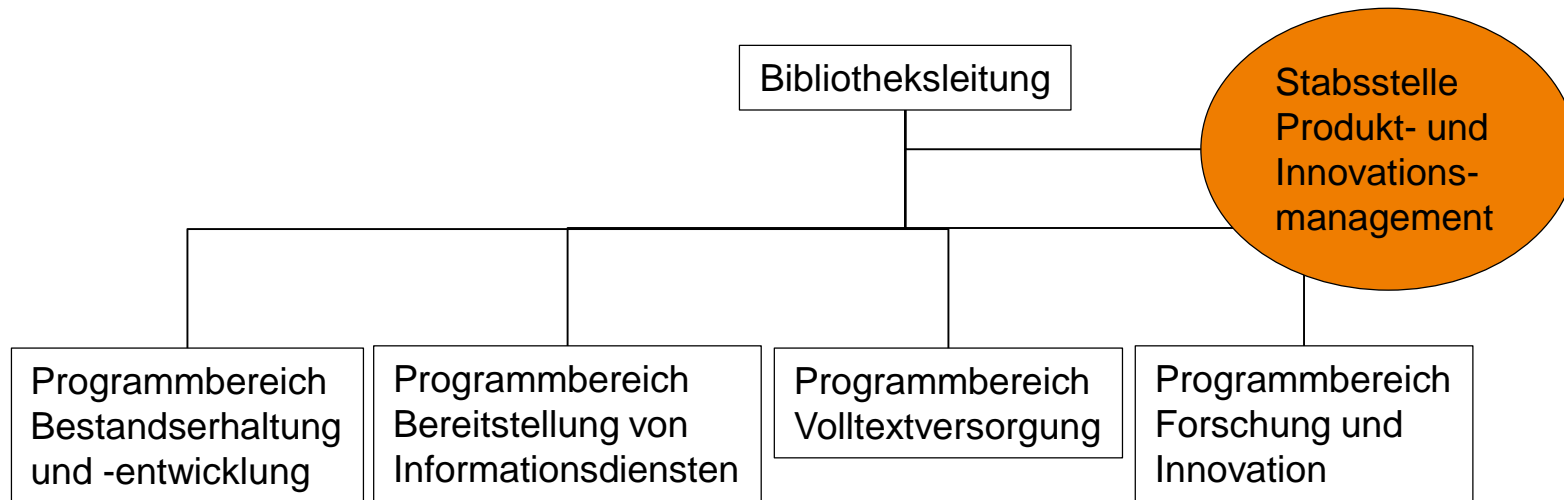 Bibliotheksleitung
Stabsstelle
Produkt- und
Innovations-
management
Programmbereich
Bestandserhaltung
und -entwicklung
Programmbereich
Bereitstellung von
Informationsdiensten
Programmbereich
Volltextversorgung
Programmbereich
Forschung und
Innovation